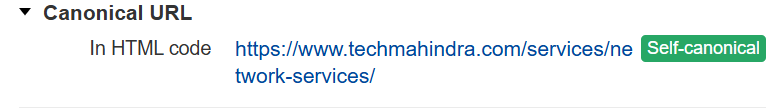 Canonical URL
In HTML code https://www.techmahindra.com/services/ne Self-canonical
twork-services/